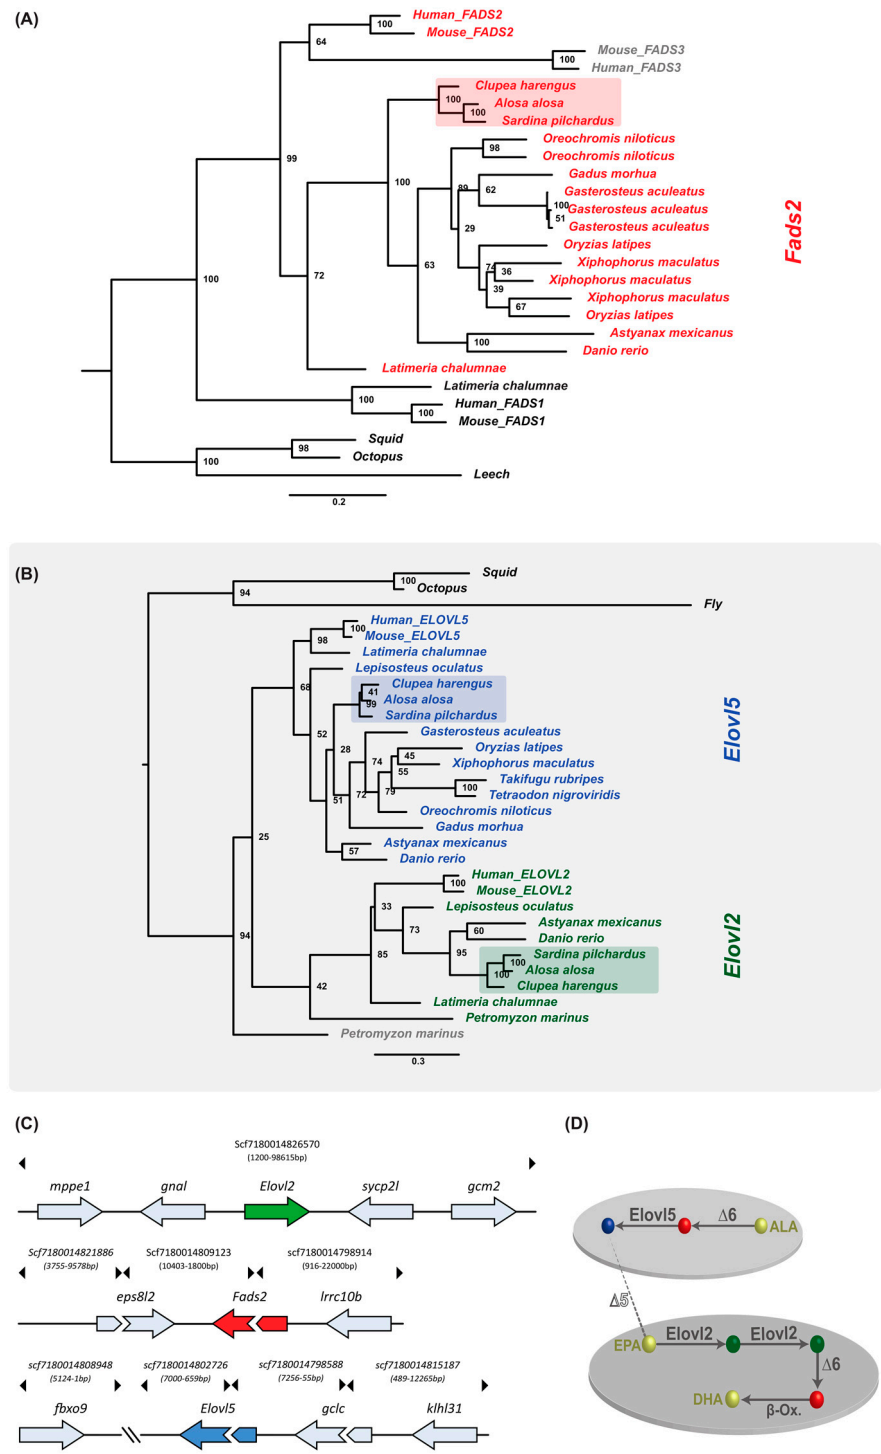 (A)
Human_FADS2
100
Mouse_FADS2
64
Mouse_FADS3
100
Human_FADS3
Clupea harengus
100
Alosa alosa
100
Sardina pilchardus
Oreochromis niloticus
98
Oreochromis niloticus
99
Gadus morhua
100
89
62
Gasterosteus aculeatus
100
Gasterosteus aculeatus
51
Gasterosteus aculeatus
29
Fads2
Oryzias latipes
63
Xiphophorus maculatus
74
36
100
72
Xiphophorus maculatus
39
Xiphophorus maculatus
67
Oryzias latipes
Astyanax mexicanus
100
Danio rerio
Latimeria chalumnae
Latimeria chalumnae
100
Human_FADS1
100
Mouse_FADS1
Squid
98
Octopus
100
Leech
0.2
(B)
Squid
100
Octopus
94
Fly
Human_ELOVL5
100
Mouse_ELOVL5
98
Latimeria chalumnae
Lepisosteus oculatus
68
Clupea harengus
41
Alosa alosa
99
Sardina pilchardus
Gasterosteus aculeatus
52
Oryzias latipes
28
45
74
Xiphophorus maculatus
55
Elovl5
Takifugu rubripes
100
72
79
Tetraodon nigroviridis
51
Oreochromis niloticus
Gadus morhua
25
Astyanax mexicanus
57
Danio rerio
Human_ELOVL2
100
Mouse_ELOVL2
33
Lepisosteus oculatus
Astyanax mexicanus
73
60
94
Danio rerio
95
85
Sardina pilchardus
100
Alosa alosa
100
Clupea harengus
Elovl2
42
Latimeria chalumnae
Petromyzon marinus
Petromyzon marinus
0.3
(C)
Scf7180014826570
(1200-98615bp)
mppe1 gnal Elovl2 sycp2l gcm2
Scf7180014821886 Scf7180014809123 scf7180014798914
(3755-9578bp) (10403-1800bp) (916-22000bp)
eps8l2 Fads2 lrrc10b
scf7180014808948 scf7180014802726 scf7180014798588 scf7180014815187
(5124-1bp) (7000-659bp) (7256-55bp) (489-12265bp)
fbxo9 Elovl5 gclc klhl31
(D)
Elovl5 Δ6
ALA
Δ5
EPA Elovl2 Elovl2
Δ6
DHA
β-Ox.